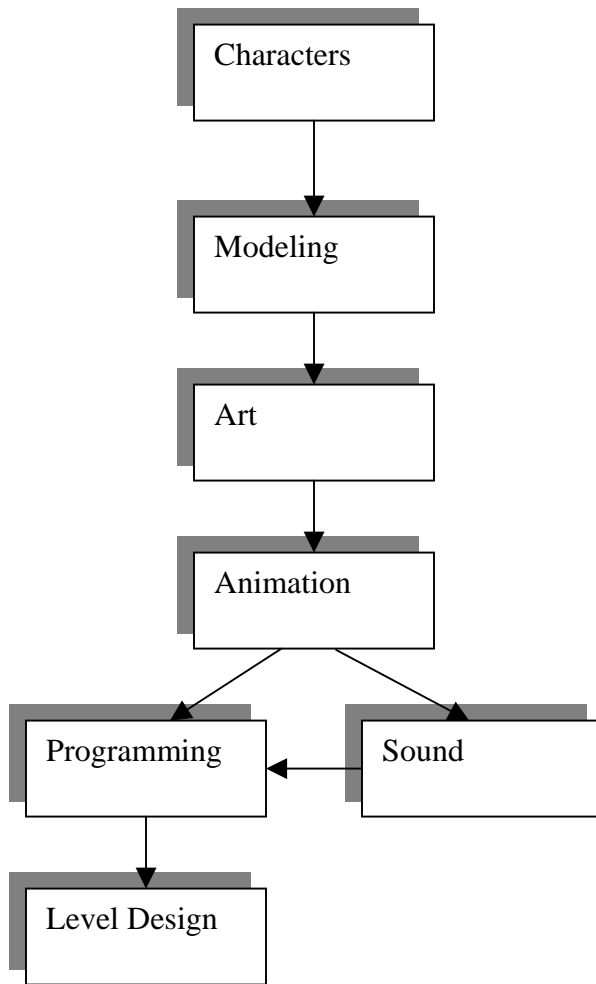 Characters
Modeling
Art
Animation
Programming
Sound
Level Design